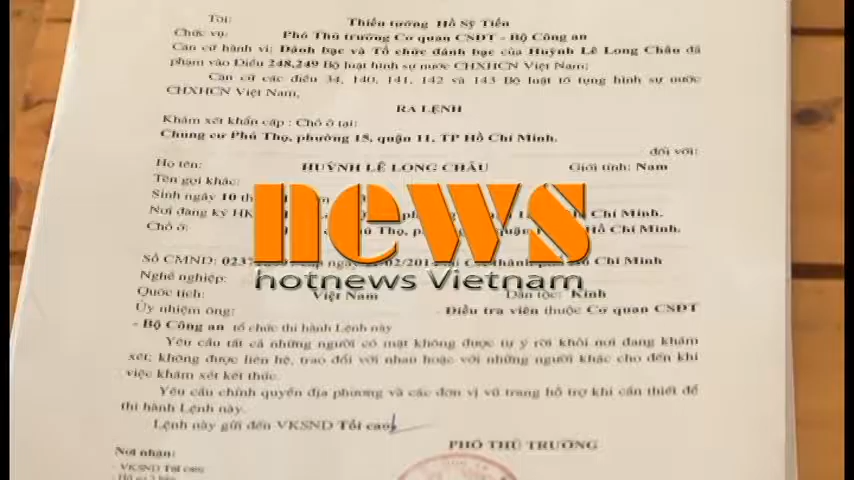 Tôi: Thiếu tướng Hồ Sỹ Tiến
Chức vụ: Phó Thủ trưởng Cơ quan CSĐT - Bộ Công an
Căn cứ hành vi: Đánh bạc và Tổ chức đánh bạc của Huỳnh Lê Long Châu đã
phạm vào Điều 248,249 Bộ luật hình sự nước CHXHCN Việt Nam;
Căn cứ các điều 34, 140, 141, 142 và 143 Bộ luật tố tụng hình sự nước
CHXHCN Việt Nam,
RA LỆNH
Khám xét khẩn cấp : Chỗ ở tại:
Chung cư Phú Thọ, phường 15, quận 11, TP Hồ Chí Minh.
đối với:
Họ tên: HUỲNH LÊ LONG CHÂU Giới tính: Nam
Tên gọi khác:
Sinh ngày 10
Nơi đăng ký HK Chí Minh.
Chỗ ở: Thọ, Hồ Chí Minh.
news
Số CMND: Hồ Chí Minh
hotnews Vietnam
Nghề nghiệp:
Quốc tịch: Việt Nam Dân tộc: Kinh
Ủy nhiệm ông: - Điều tra viên thuộc Cơ quan CSĐT
- Bộ Công an tổ chức thi hành Lệnh này
Yêu cầu tất cả những người có mặt không được tự ý rời khỏi nơi đang khám
xét; không được liên hệ, trao đổi với nhau hoặc với những người khác cho đến khi
việc khám xét kết thúc.
Yêu cầu chính quyền địa phương và các đơn vị vũ trang hỗ trợ khi cần thiết để
thi hành Lệnh này.
Lệnh này gửi đến VKSND Tối cao
PHÓ THỦ TRƯỞNG
Nơi nhận:
- VKSND Tối cao;